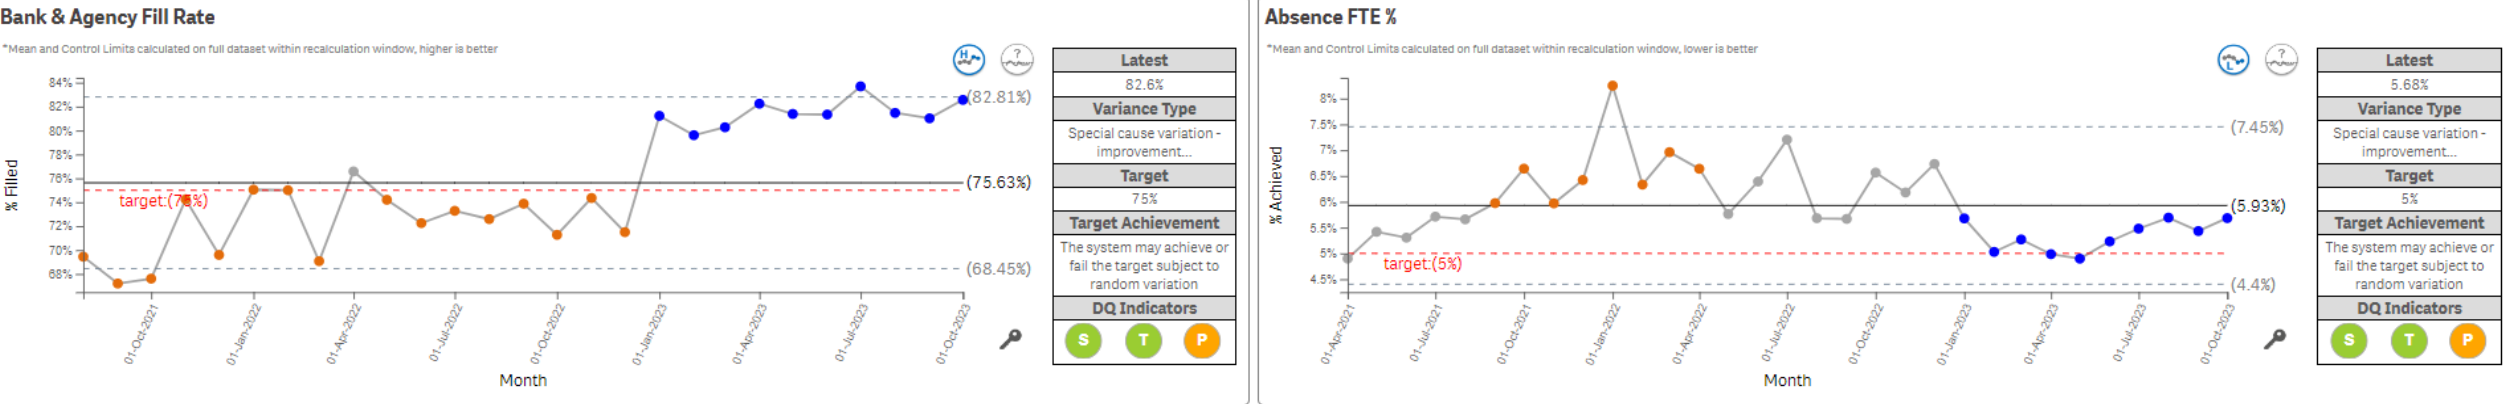 Bank & Agency Fill Rate
*Mean and Control Limits calculated on full dataset within recalculation window, higher is better
H
?
84%
82%
80%
78%
76%
74%
72%
70%
68%
% Filled
(82.81%)
(75.63%)
target:(75%)
(68.45%)
01-Oct-2021
01-Jan-2022
01-Apr-2022
01-Jul-2022
01-Oct-2022
01-Jan-2023
01-Apr-2023
01-Jul-2023
01-Oct-2023
Month
Latest
82.6%
Variance Type
Special cause variation -
improvement...
Target
75%
Target Achievement
The system may achieve or
fail the target subject to
random variation
DQ Indicators
S T P
Absence FTE %
*Mean and Control Limits calculated on full dataset within recalculation window, lower is better
L
?
8%
7.5%
7%
6.5%
6%
5.5%
5%
4.5%
% Achieved
(7.45%)
(5.93%)
target:(5%)
(4.4%)
01-Apr-2021
01-Jul-2021
01-Oct-2021
01-Jan-2022
01-Apr-2022
01-Jul-2022
01-Oct-2022
01-Jan-2023
01-Apr-2023
01-Jul-2023
01-Oct-2023
Month
Latest
5.68%
Variance Type
Special cause variation -
improvement...
Target
5%
Target Achievement
The system may achieve or
fail the target subject to
random variation
DQ Indicators
S T P